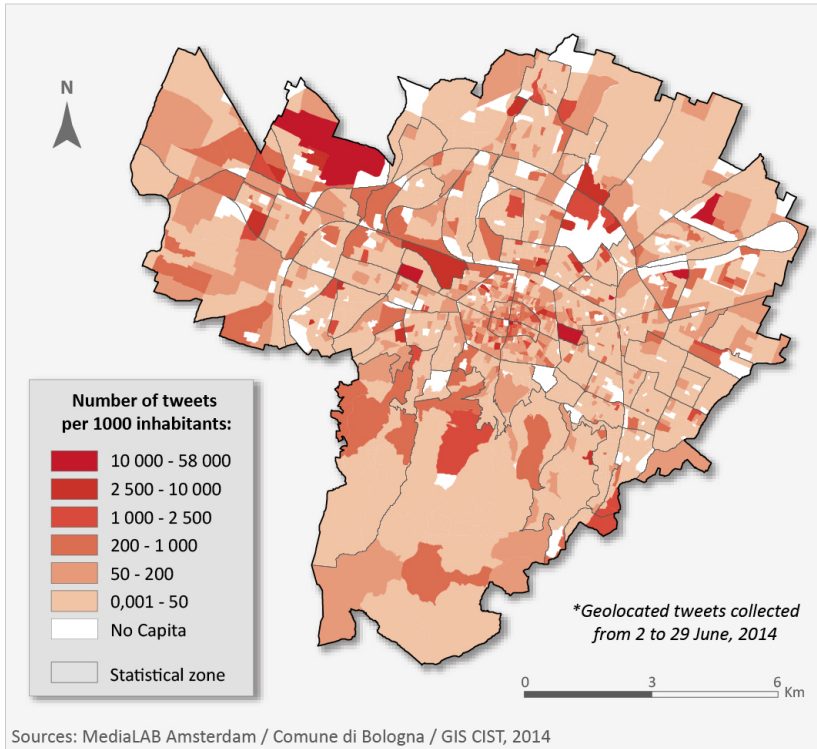 N
Number of tweets
per 1000 inhabitants:
10 000 - 58 000
2 500 - 10 000
1 000 - 2 500
200 - 1 000
50 - 200
0,001 - 50
No Capita
Statistical zone
*Geolocated tweets collected
from 2 to 29 June, 2014
0 3 6
Km
Sources: MediaLAB Amsterdam / Comune di Bologna / GIS CIST, 2014